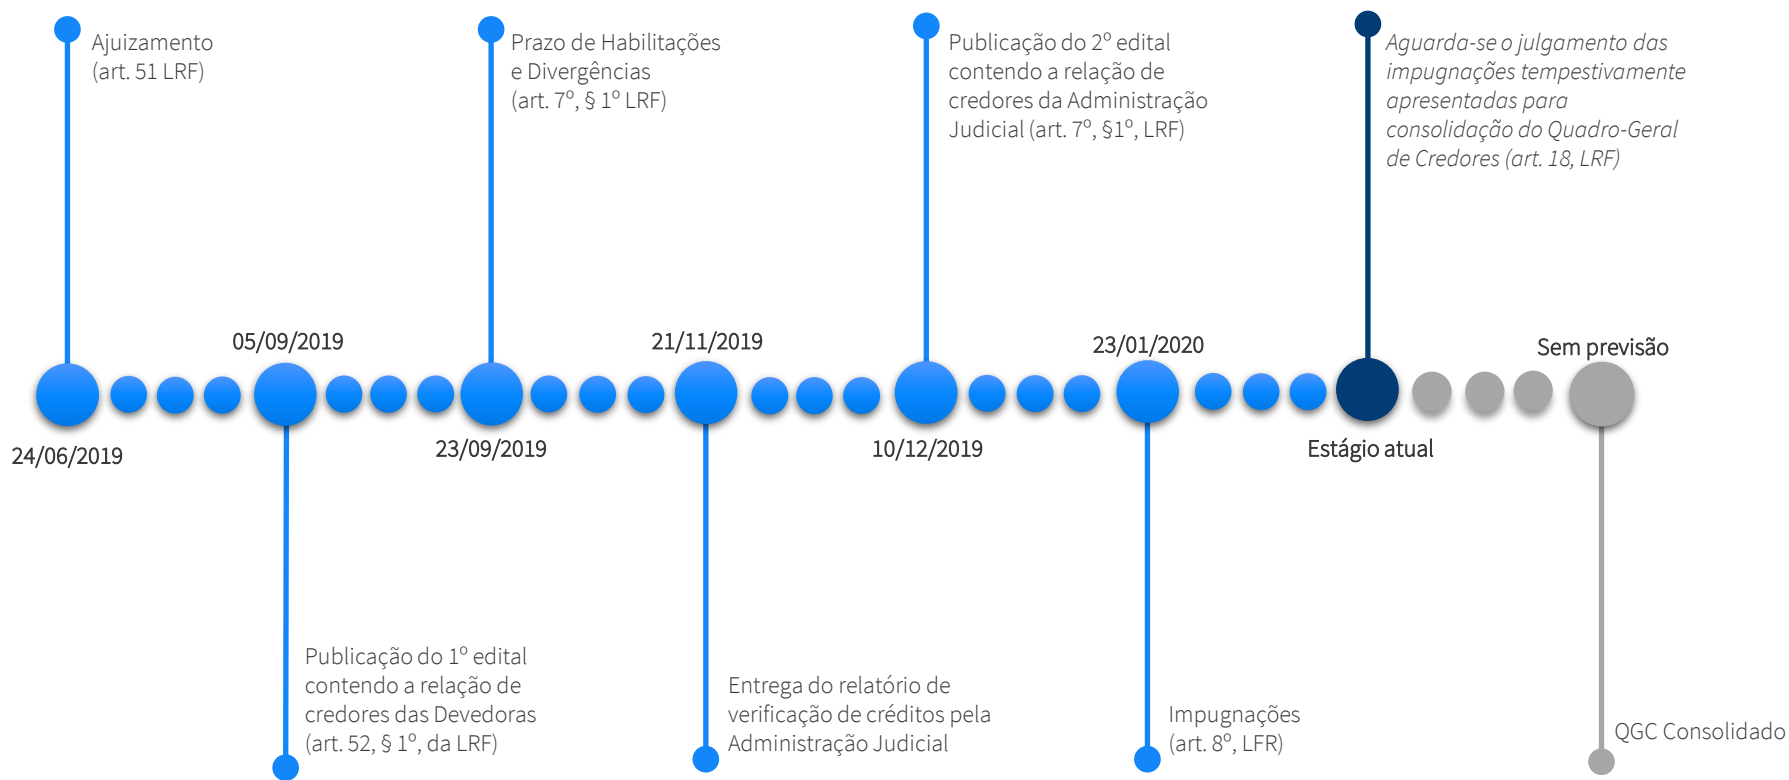 Ajuizamento
(art. 51 LRF)
Prazo de Habilitações
e Divergências
(art. 7º, § 1º LRF)
Publicação do 2º edital
contendo a relação de
credores da Administração
Judicial (art. 7º, §1º, LRF)
Aguarda-se o julgamento das
impugnações tempestivamente
apresentadas para
consolidação do Quadro-Geral
de Credores (art. 18, LRF)
05/09/2019
21/11/2019
23/01/2020
Sem previsão
24/06/2019
23/09/2019
10/12/2019
Estágio atual
Publicação do 1º edital
contendo a relação de
credores das Devedoras
(art. 52, § 1º, da LRF)
Entrega do relatório de
verificação de créditos pela
Administração Judicial
Impugnações
(art. 8º, LFR)
QGC Consolidado